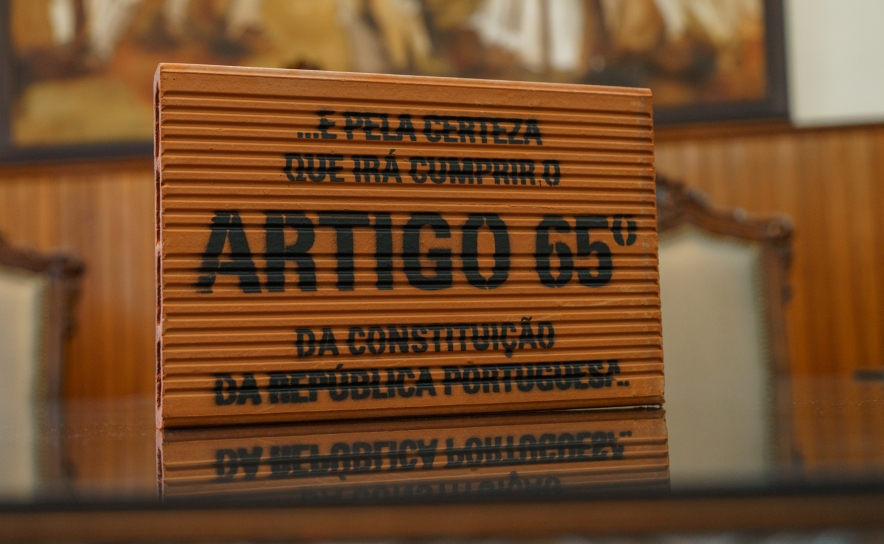 ...E PELA CERTEZA
QUE IRÁ CUMPRIR O
ARTIGO 65º
DA CONSTITUIÇÃO
DA REPÚBLICA PORTUGUESA..